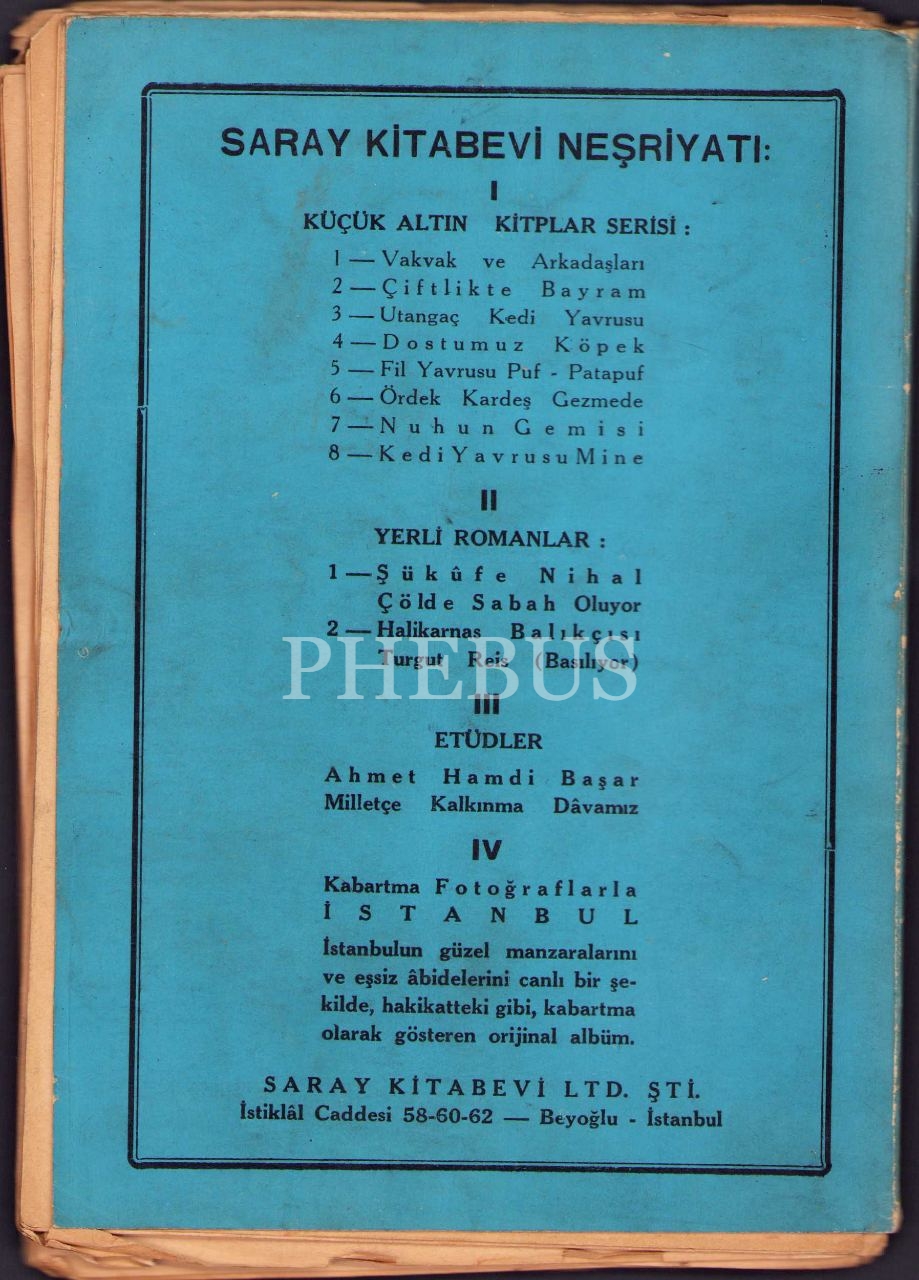 SARAY KİTABEVİ NEŞRİYATI:
I
KÜÇÜK ALTIN KİTPLAR SERİSİ :
1 — Vakvak ve Arkadaşları
2 — Çiftlikte Bayram
3 — Utangaç Kedi Yavrusu
4 — Dostumuz Köpek
5 — Fil Yavrusu Puf - Patapuf
6 — Ördek Kardeş Gezmede
7 — Nuhun Gemisi
8 — Kedi Yavrusu Mine
II
YERLİ ROMANLAR :
1 — Şükûfe Nihal
Çölde Sabah Oluyor
2 — Halikarnas Balıkçısı
PHEBUS
Turgut Reis (Basılıyor)
III
ETÜDLER
Ahmet Hamdi Başar
Milletçe Kalkınma Dâvamız
IV
Kabartma Fotoğraflarla
İSTANBUL
İstanbulun güzel manzaralarını
ve eşsiz âbidelerini canlı bir şe-
kilde, hakikatteki gibi, kabartma
olarak gösteren orijinal albüm.
SARAY KİTABEVİ LTD. ŞTİ.
İstiklâl Caddesi 58-60-62 — Beyoğlu - İstanbul